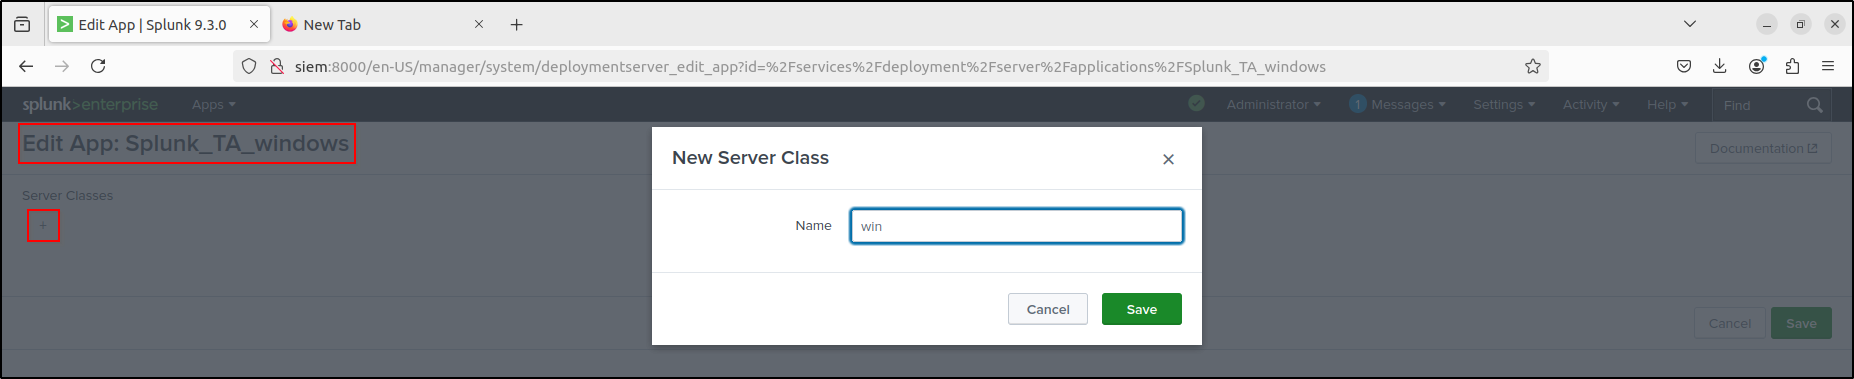 Edit App | Splunk 9.3.0
New Tab
siem:8000/en-US/manager/system/deploymentserver_edit_app?id=%2Fservices%2Fdeployment%2Fserver%2Fapplications%2FSplunk_TA_windows
splunk>enterprise Apps Administrator 1 Messages Settings Activity Help Find
Edit App: Splunk_TA_windows
Documentation
Server Classes
+
New Server Class
Name win
Cancel Save
Cancel Save